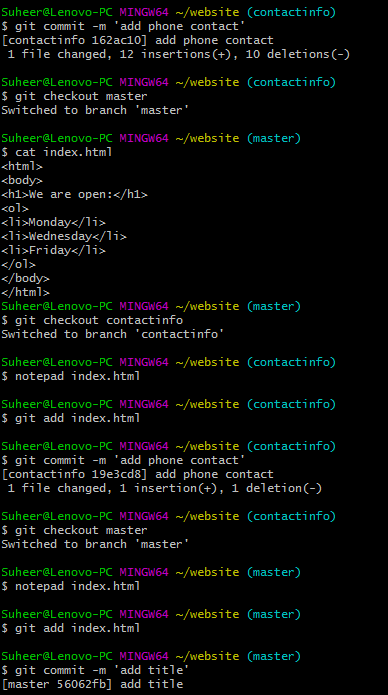 Suheer@Lenovo-PC MINGW64 ~/website (contactinfo)
$ git commit -m 'add phone contact'
[contactinfo 162ac10] add phone contact
 1 file changed, 12 insertions(+), 10 deletions(-)
Suheer@Lenovo-PC MINGW64 ~/website (contactinfo)
$ git checkout master
Switched to branch 'master'
Suheer@Lenovo-PC MINGW64 ~/website (master)
$ cat index.html
<html>
<body>
<h1>We are open:</h1>
<ol>
<li>Monday</li>
<li>Wednesday</li>
<li>Friday</li>
</ol>
</body>
</html>
Suheer@Lenovo-PC MINGW64 ~/website (master)
$ git checkout contactinfo
Switched to branch 'contactinfo'
Suheer@Lenovo-PC MINGW64 ~/website (contactinfo)
$ notepad index.html
Suheer@Lenovo-PC MINGW64 ~/website (contactinfo)
$ git add index.html
Suheer@Lenovo-PC MINGW64 ~/website (contactinfo)
$ git commit -m 'add phone contact'
[contactinfo 19e3cd8] add phone contact
 1 file changed, 1 insertion(+), 1 deletion(-)
Suheer@Lenovo-PC MINGW64 ~/website (contactinfo)
$ git checkout master
Switched to branch 'master'
Suheer@Lenovo-PC MINGW64 ~/website (master)
$ notepad index.html
Suheer@Lenovo-PC MINGW64 ~/website (master)
$ git add index.html
Suheer@Lenovo-PC MINGW64 ~/website (master)
$ git commit -m 'add title'
[master 56062fb] add title